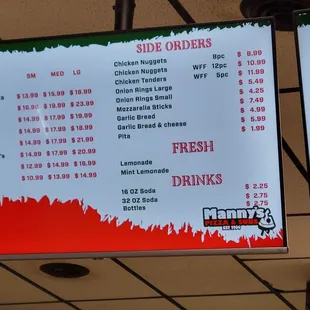 SM MED LG
$ 13.99 $ 15.99 $ 18.99
$ 16.99 $ 19.99 $ 23.99
$ 14.99 $ 17.99
$ 14.99 $ 17.99 $ 19.99
$ 14.99 $ 17.99 $ 21.99
$ 14.99 $ 17.99 $ 20.99
$ 14.99 $ 18.99
$ 10.99 $ 13.99 $ 14.99
SIDE ORDERS
Chicken Nuggets 8pc $ 8.99
Chicken Nuggets WFF 12pc $ 10.99
Chicken Tenders WFF 5pc $ 11.99
Onion Rings Large $ 5.49
Onion Rings Small $ 4.25
Mozzarella Sticks $ 7.49
Garlic Bread $ 4.99
Garlic Bread & cheese $ 5.99
Pita $ 1.99
FRESH
Lemonade
Mint Lemonade
DRINKS
16 OZ Soda $ 2.25
32 OZ Soda $ 2.75
Bottles $ 2.75
Manny's
PIZZA & SUBS